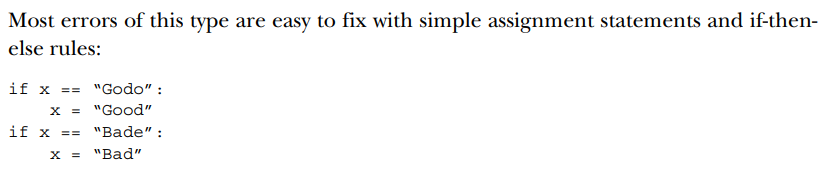 Most errors of this type are easy to fix with simple assignment statements and if-then-
else rules:
if x == “Godo”:
    x = “Good”
if x == “Bade”:
    x = “Bad”